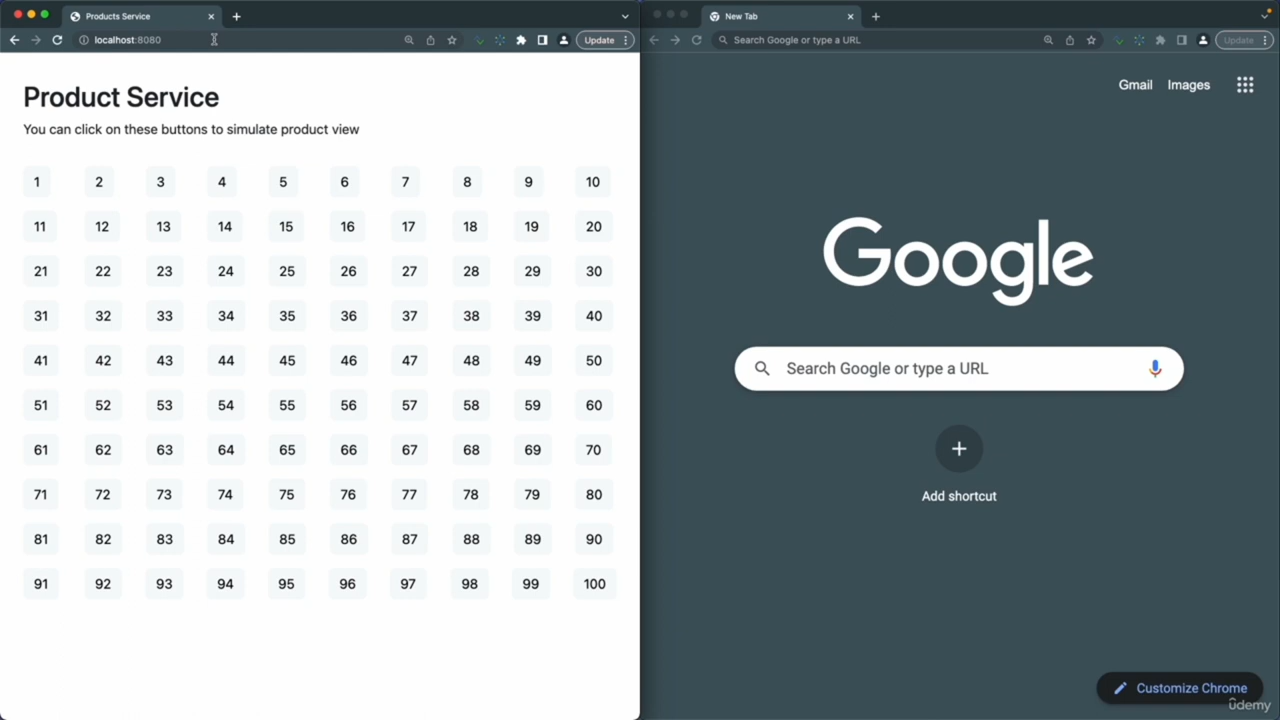 Products Service
localhost:8080
Update
Product Service
You can click on these buttons to simulate product view
1 2 3 4 5 6 7 8 9 10
11 12 13 14 15 16 17 18 19 20
21 22 23 24 25 26 27 28 29 30
31 32 33 34 35 36 37 38 39 40
41 42 43 44 45 46 47 48 49 50
51 52 53 54 55 56 57 58 59 60
61 62 63 64 65 66 67 68 69 70
71 72 73 74 75 76 77 78 79 80
81 82 83 84 85 86 87 88 89 90
91 92 93 94 95 96 97 98 99 100
New Tab
Search Google or type a URL
Update
Gmail Images
Google
Search Google or type a URL
Add shortcut
Customize Chrome
ûdemy